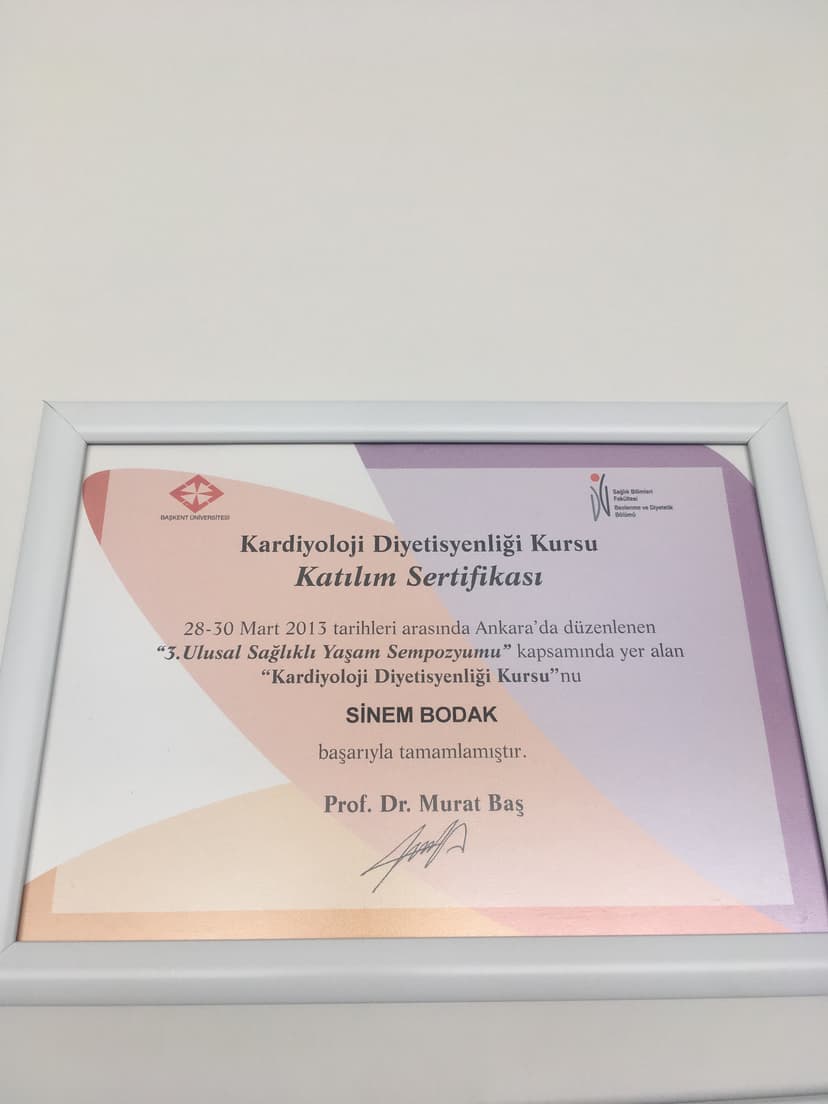 BAŞKENT ÜNİVERSİTESİ
Sağlık Bilimleri
Fakültesi
Beslenme ve Diyetetik
Bölümü
Kardiyoloji Diyetisyenliği Kursu
Katılım Sertifikası
28-30 Mart 2013 tarihleri arasında Ankara'da düzenlenen
“3.Ulusal Sağlıklı Yaşam Sempozyumu” kapsamında yer alan
“Kardiyoloji Diyetisyenliği Kursu”nu
SİNEM BODAK
başarıyla tamamlamıştır.
Prof. Dr. Murat Baş